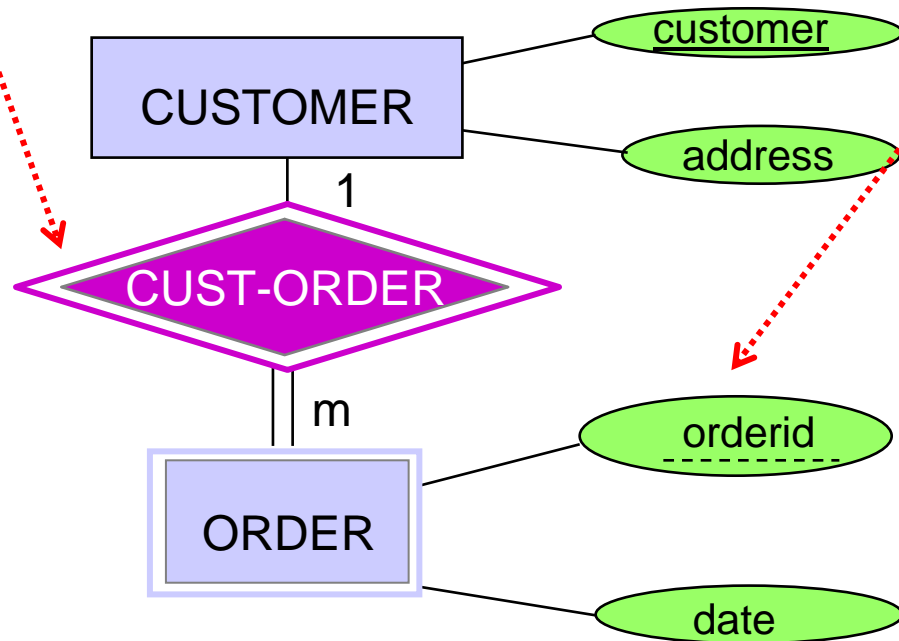 customer
CUSTOMER
address
1
CUST-ORDER
m
orderid
ORDER
date